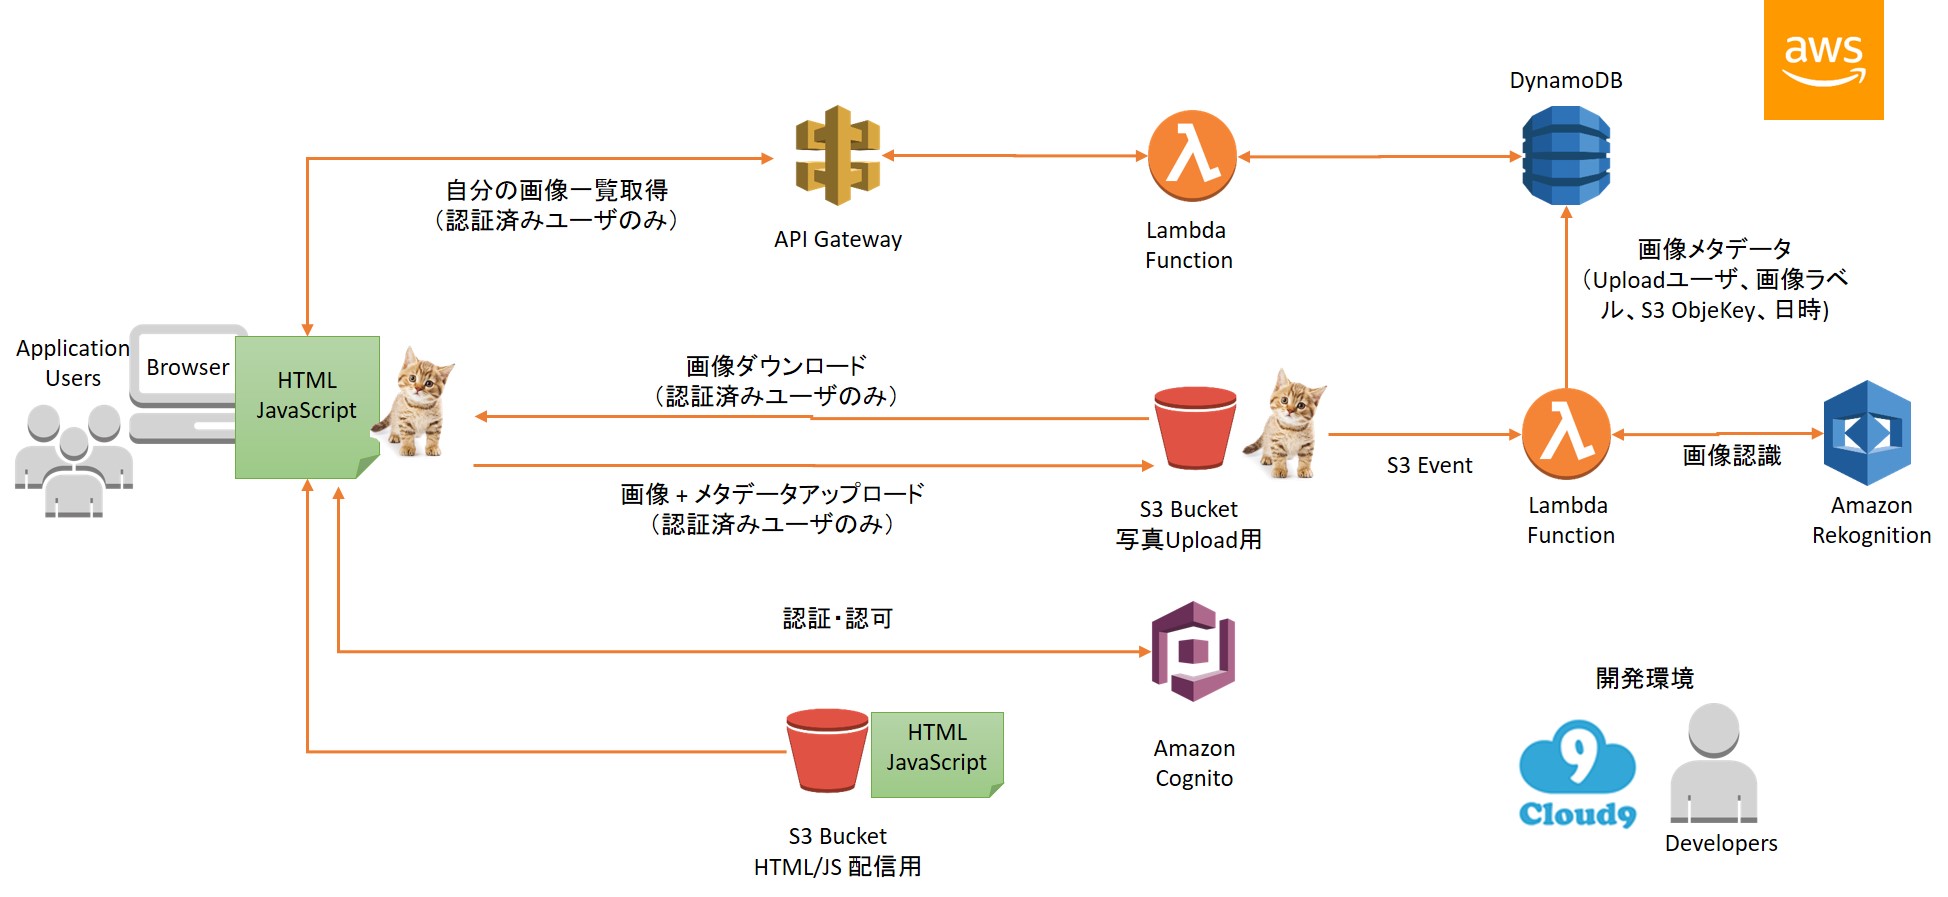 aws
DynamoDB
自分の画像一覧取得
（認証済みユーザのみ）
API Gateway
Lambda
Function
画像メタデータ
（Uploadユーザ、画像ラベ
ル、S3 ObjeKey、日時)
Application
Users
Browser
HTML
JavaScript
画像ダウンロード
（認証済みユーザのみ）
画像 + メタデータアップロード
（認証済みユーザのみ）
S3 Bucket
写真Upload用
S3 Event
Lambda
Function
画像認識
Amazon
Rekognition
認証・認可
Amazon
Cognito
HTML
JavaScript
S3 Bucket
HTML/JS 配信用
開発環境
9
Cloud9
Developers